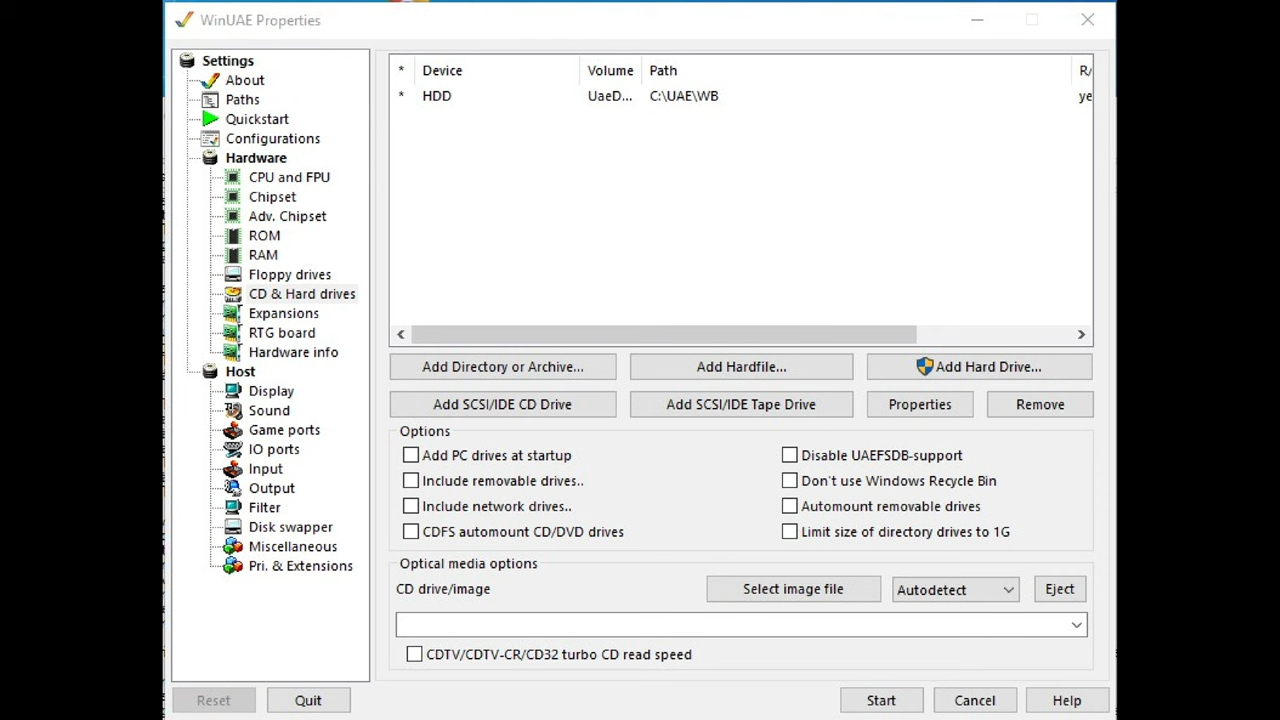 WinUAE Properties
Settings
About
Paths
Quickstart
Configurations
Hardware
CPU and FPU
Chipset
Adv. Chipset
ROM
RAM
Floppy drives
CD & Hard drives
Expansions
RTG board
Hardware info
Host
Display
Sound
Game ports
IO ports
Input
Output
Filter
Disk swapper
Miscellaneous
Pri. & Extensions
Reset Quit
* Device Volume Path R/
* HDD UaeD... C:\UAE\WB ye
Add Directory or Archive... Add Hardfile... Add Hard Drive...
Add SCSI/IDE CD Drive Add SCSI/IDE Tape Drive Properties Remove
Options
Add PC drives at startup Disable UAEFSDB-support
Include removable drives.. Don't use Windows Recycle Bin
Include network drives.. Automount removable drives
CDFS automount CD/DVD drives Limit size of directory drives to 1G
Optical media options
CD drive/image Select image file Autodetect Eject
CDTV/CDTV-CR/CD32 turbo CD read speed
Start Cancel Help